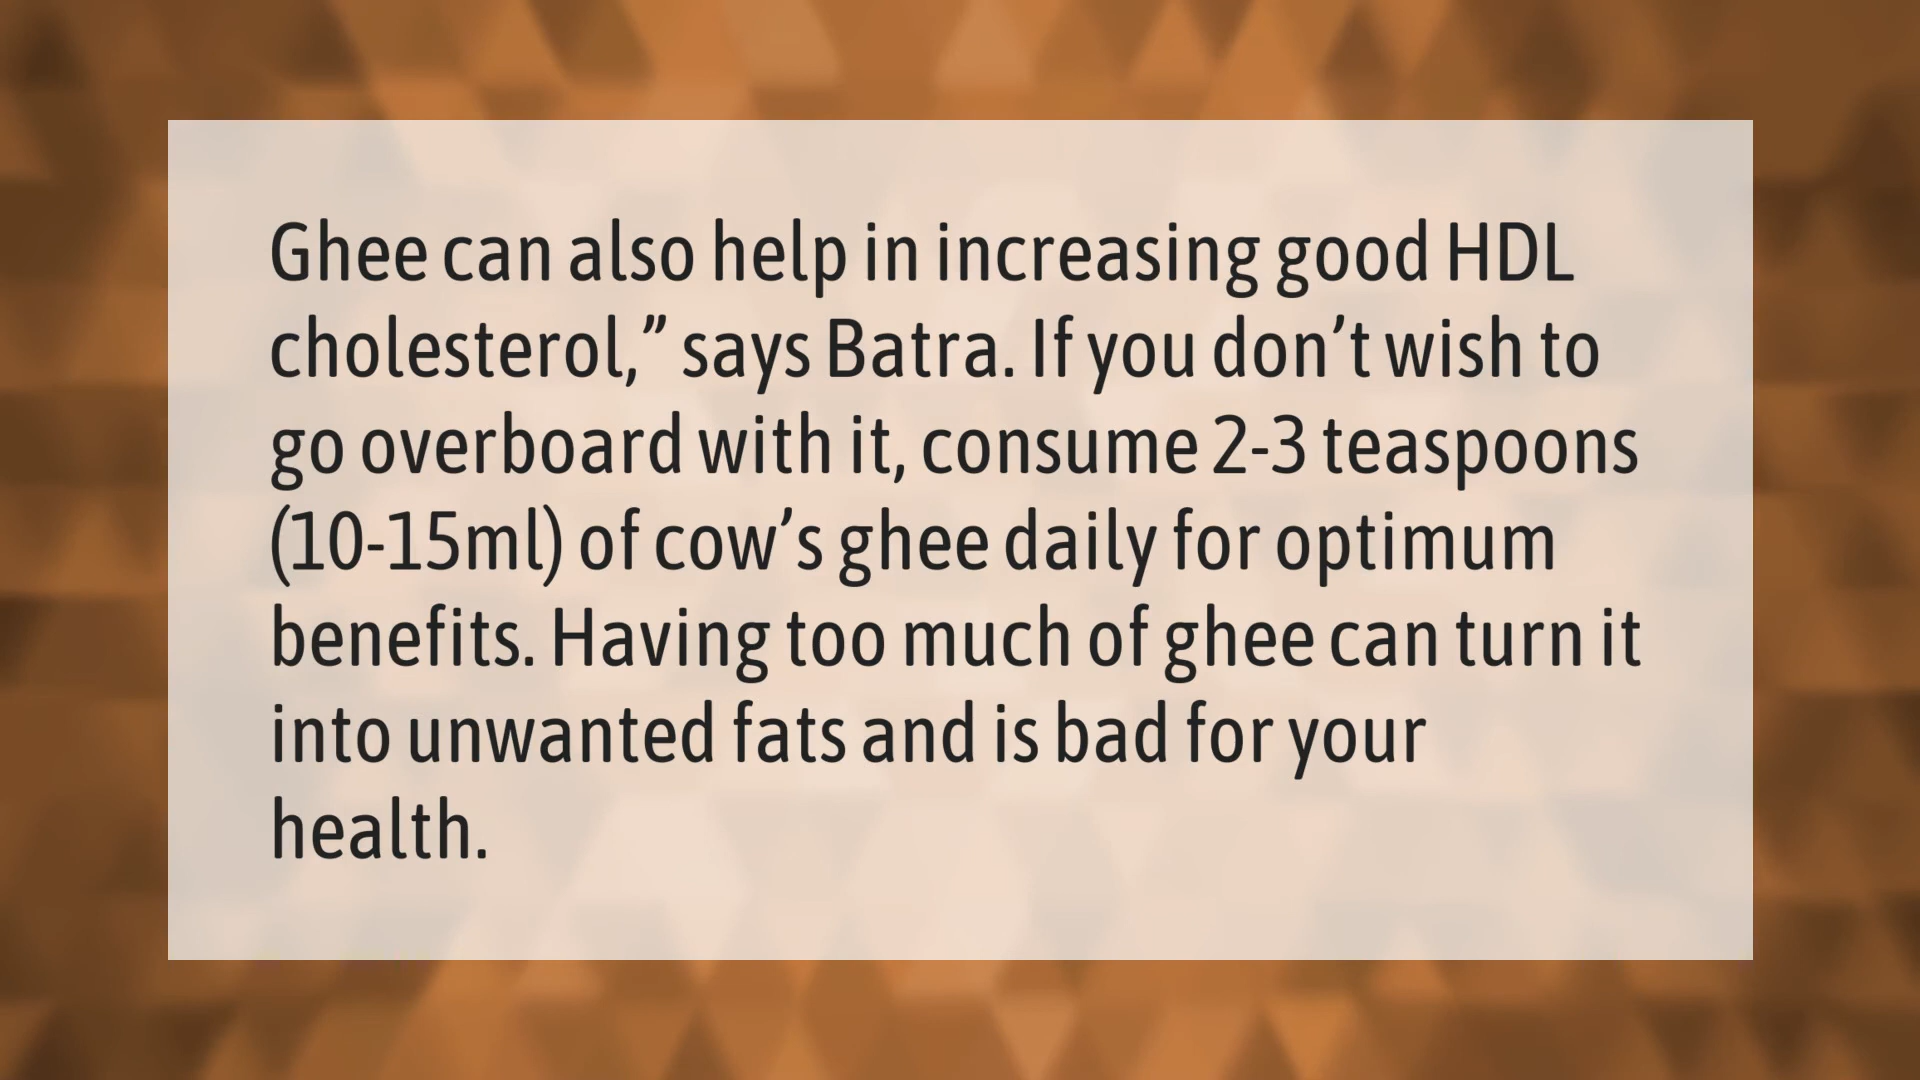 Ghee can also help in increasing good HDL
cholesterol,” says Batra. If you don’t wish to
go overboard with it, consume 2-3 teaspoons
(10-15ml) of cow’s ghee daily for optimum
benefits. Having too much of ghee can turn it
into unwanted fats and is bad for your
health.